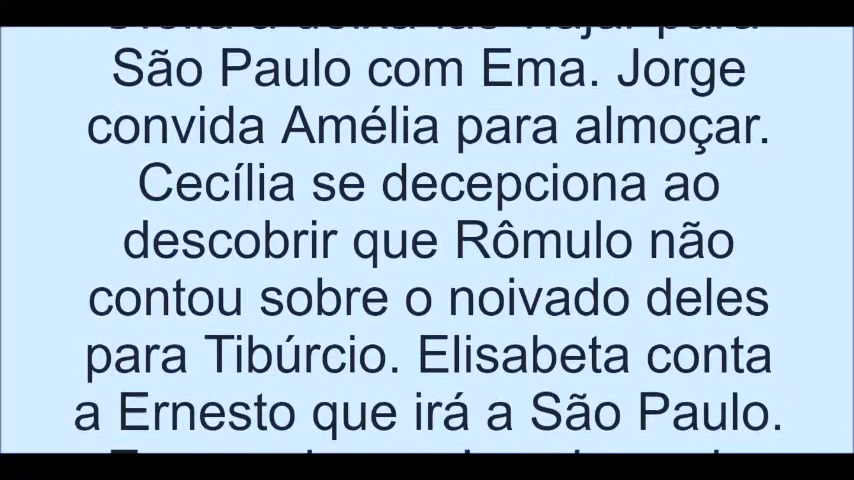 São Paulo com Ema. Jorge
convida Amélia para almoçar.
Cecília se decepciona ao
descobrir que Rômulo não
contou sobre o noivado deles
para Tibúrcio. Elisabeta conta
a Ernesto que irá a São Paulo.